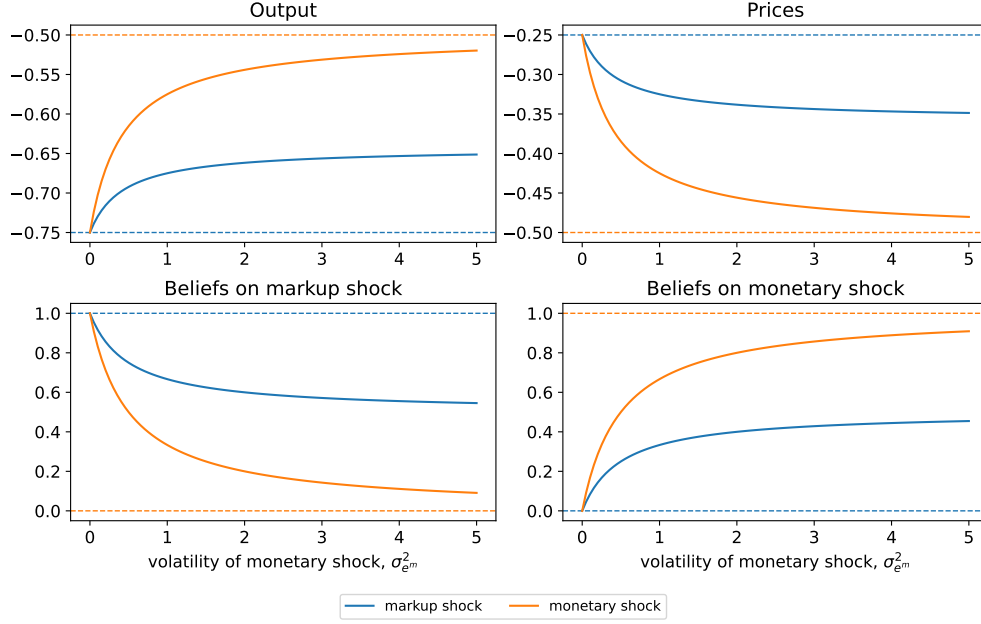 Output
−0.50
−0.55
−0.60
−0.65
−0.70
−0.75
0 1 2 3 4 5
Prices
−0.25
−0.30
−0.35
−0.40
−0.45
−0.50
0 1 2 3 4 5
Beliefs on markup shock
1.0
0.8
0.6
0.4
0.2
0.0
0 1 2 3 4 5
volatility of monetary shock, σ²ₑᵐ
Beliefs on monetary shock
1.0
0.8
0.6
0.4
0.2
0.0
0 1 2 3 4 5
volatility of monetary shock, σ²ₑᵐ
markup shock
monetary shock